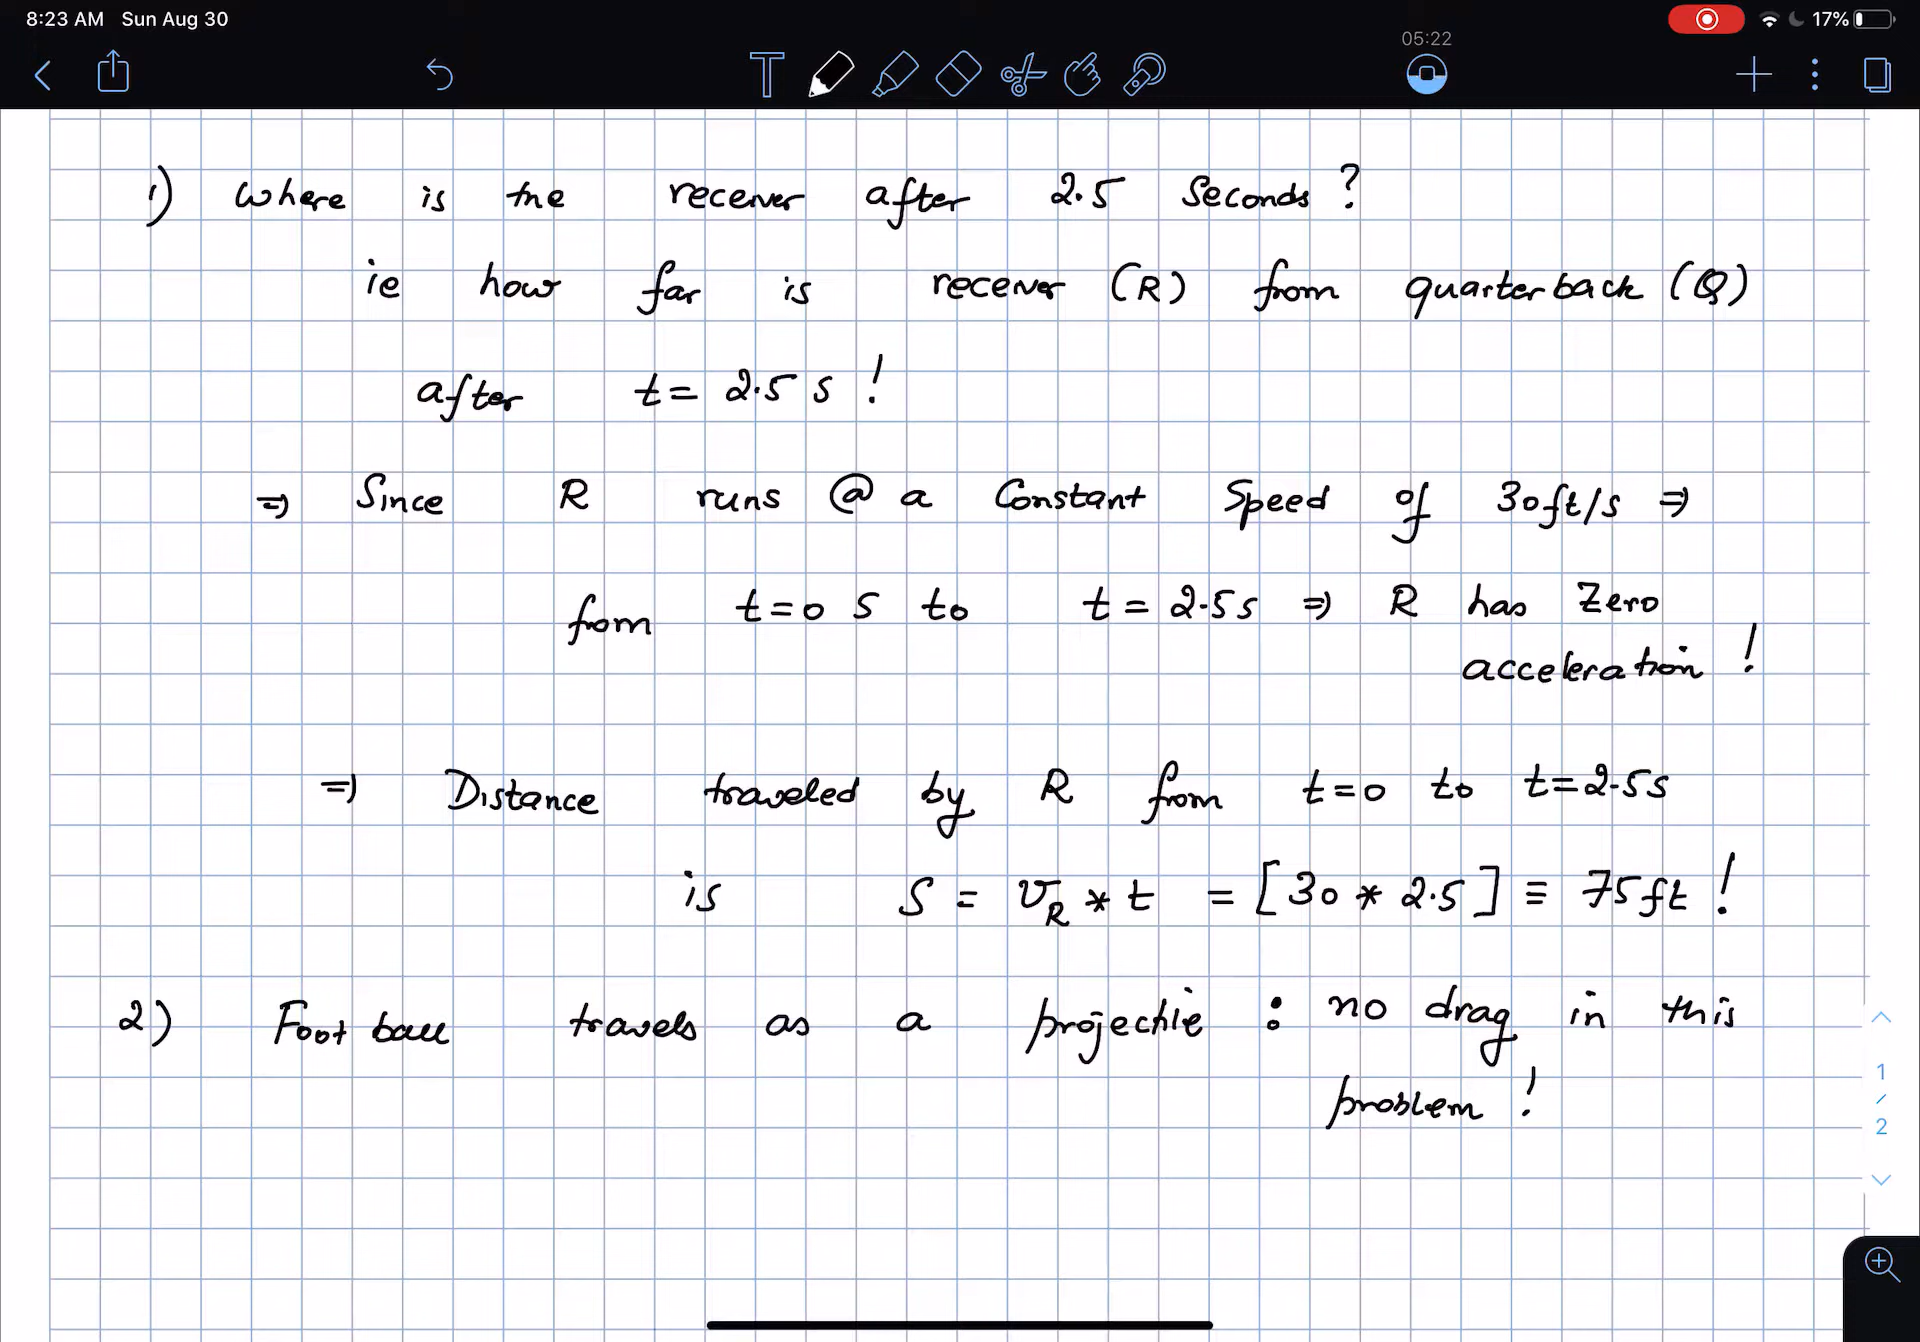 8:23 AM Sun Aug 30
17%
05:22
1) Where is the receiver after 2.5 seconds?
ie how far is receiver (R) from quarterback (Q)
after t = 2.5 s !
⇒ Since R runs @ a Constant Speed of 30ft/s ⇒
from t=0 s to t = 2.5s ⇒ R has Zero
acceleration !
⇒ Distance traveled by R from t=0 to t=2.5s
is S = v_R * t = [30 * 2.5] ≡ 75ft !
2) Football travels as a projectile : no drag in this
problem !
1
/
2